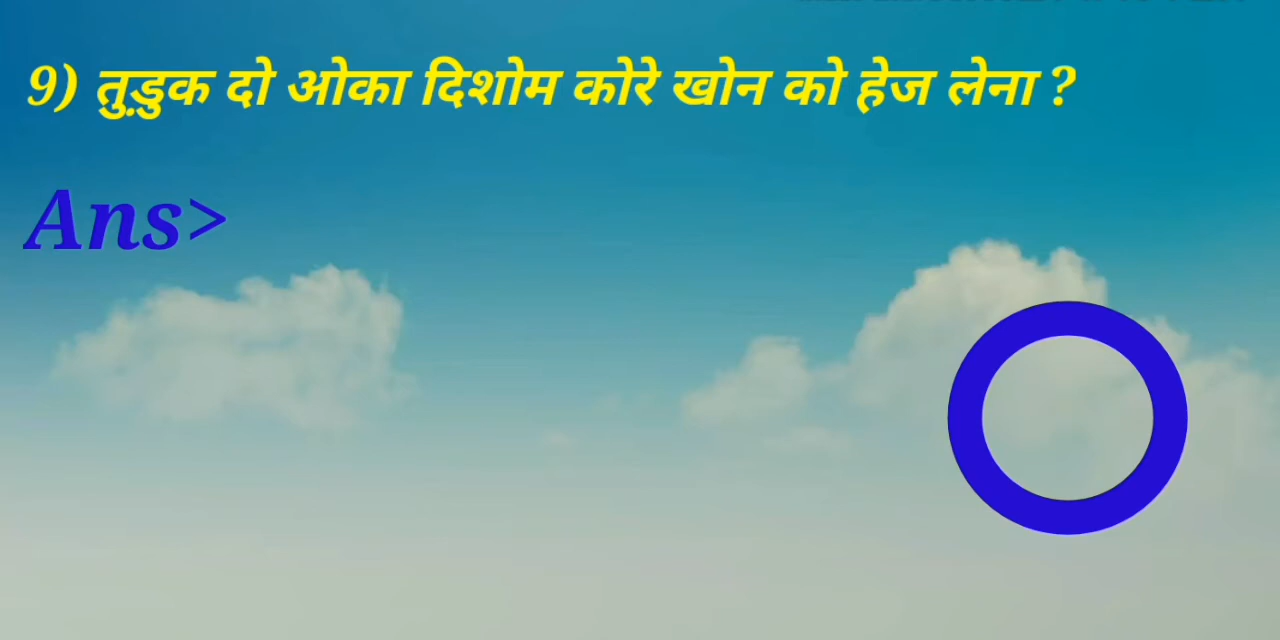 9) तुड़ुक दो ओका दिशोम कोरे खोन को हेज लेना ?
Ans>